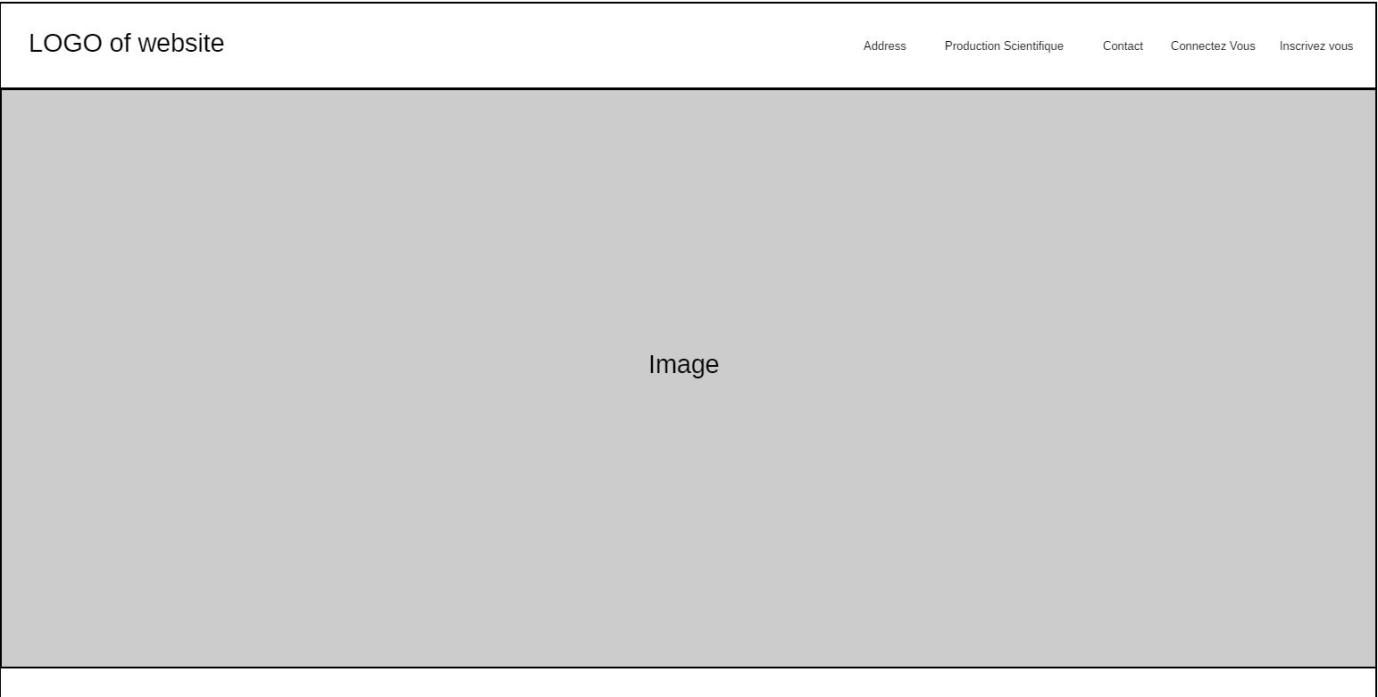 LOGO of website
Address Production Scientifique Contact Connectez Vous Inscrivez vous
Image